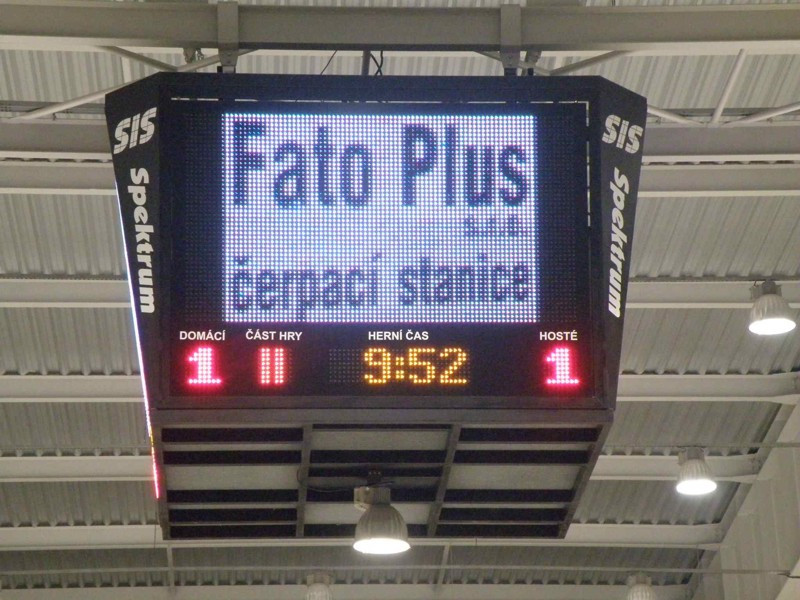 SIS
Spektrum
Fato Plus
s.r.o.
čerpací stanice
SIS
Spektrum
DOMÁCÍ ČÁST HRY HERNÍ ČAS HOSTÉ
1 II 9:52 1